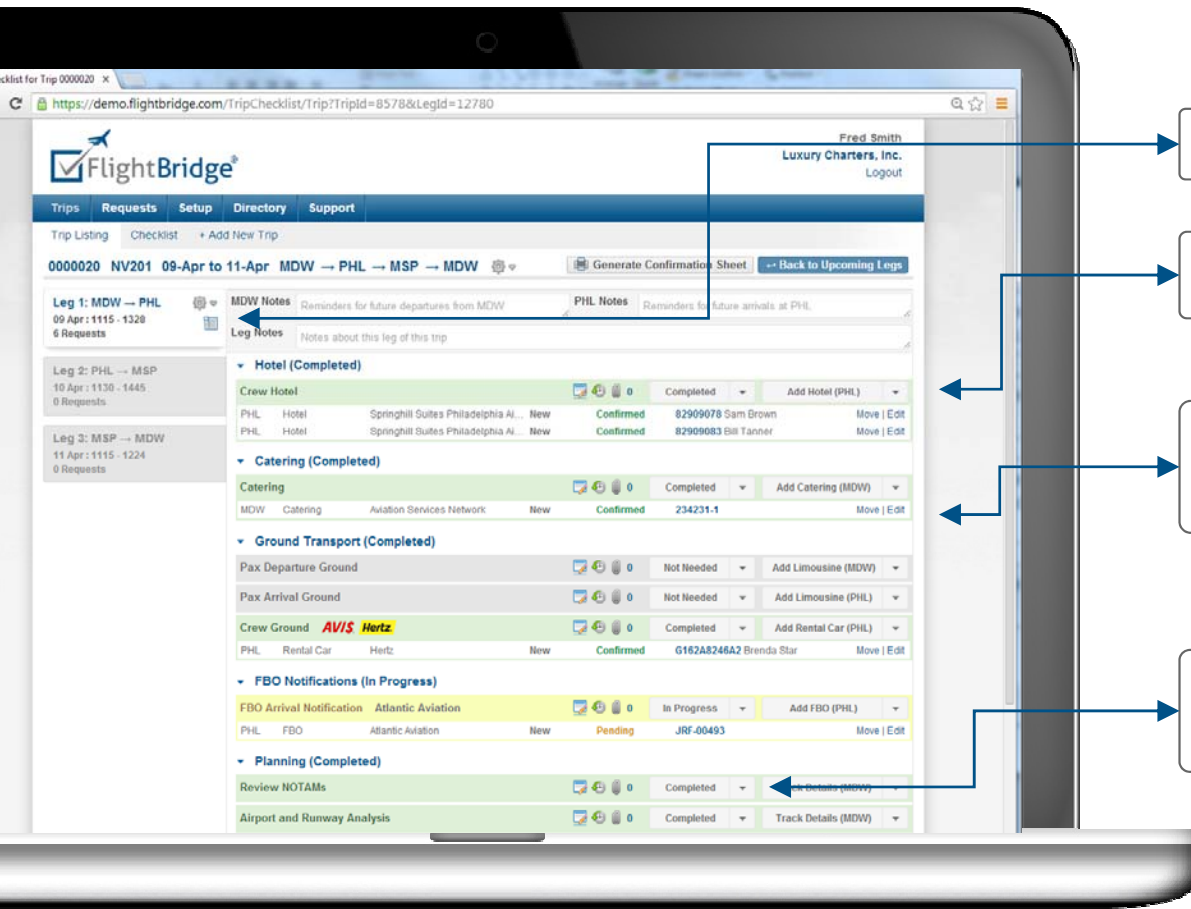 cklist for Trip 0000020 ×
https://demo.flightbridge.com/TripChecklist/Trip?TripId=8578&LegId=12780
FlightBridge®
Fred Smith
Luxury Charters, Inc.
Logout
Trips Requests Setup Directory Support
Trip Listing Checklist + Add New Trip
0000020 NV201 09-Apr to 11-Apr MDW → PHL → MSP → MDW Generate Confirmation Sheet Back to Upcoming Legs
Leg 1: MDW → PHL
09 Apr : 1115 - 1328
6 Requests
Leg 2: PHL → MSP
10 Apr : 1130 - 1445
0 Requests
Leg 3: MSP → MDW
11 Apr : 1115 - 1224
0 Requests
MDW Notes Reminders for future departures from MDW PHL Notes Reminders for future arrivals at PHL
Leg Notes Notes about this leg of this trip
Hotel (Completed)
Crew Hotel 0 Completed Add Hotel (PHL)
PHL Hotel Springhill Suites Philadelphia Ai... New Confirmed 82909078 Sam Brown Move | Edit
PHL Hotel Springhill Suites Philadelphia Ai... New Confirmed 82909083 Bill Tanner Move | Edit
Catering (Completed)
Catering 0 Completed Add Catering (MDW)
MDW Catering Aviation Services Network New Confirmed 234231-1 Move | Edit
Ground Transport (Completed)
Pax Departure Ground 0 Not Needed Add Limousine (MDW)
Pax Arrival Ground 0 Not Needed Add Limousine (PHL)
Crew Ground AVIS Hertz 0 Completed Add Rental Car (PHL)
PHL Rental Car Hertz New Confirmed G162A8246A2 Brenda Star Move | Edit
FBO Notifications (In Progress)
FBO Arrival Notification Atlantic Aviation 0 In Progress Add FBO (PHL)
PHL FBO Atlantic Aviation New Pending JRF-00493 Move | Edit
Planning (Completed)
Review NOTAMs 0 Completed Details (MDW)
Airport and Runway Analysis 0 Completed Track Details (MDW)